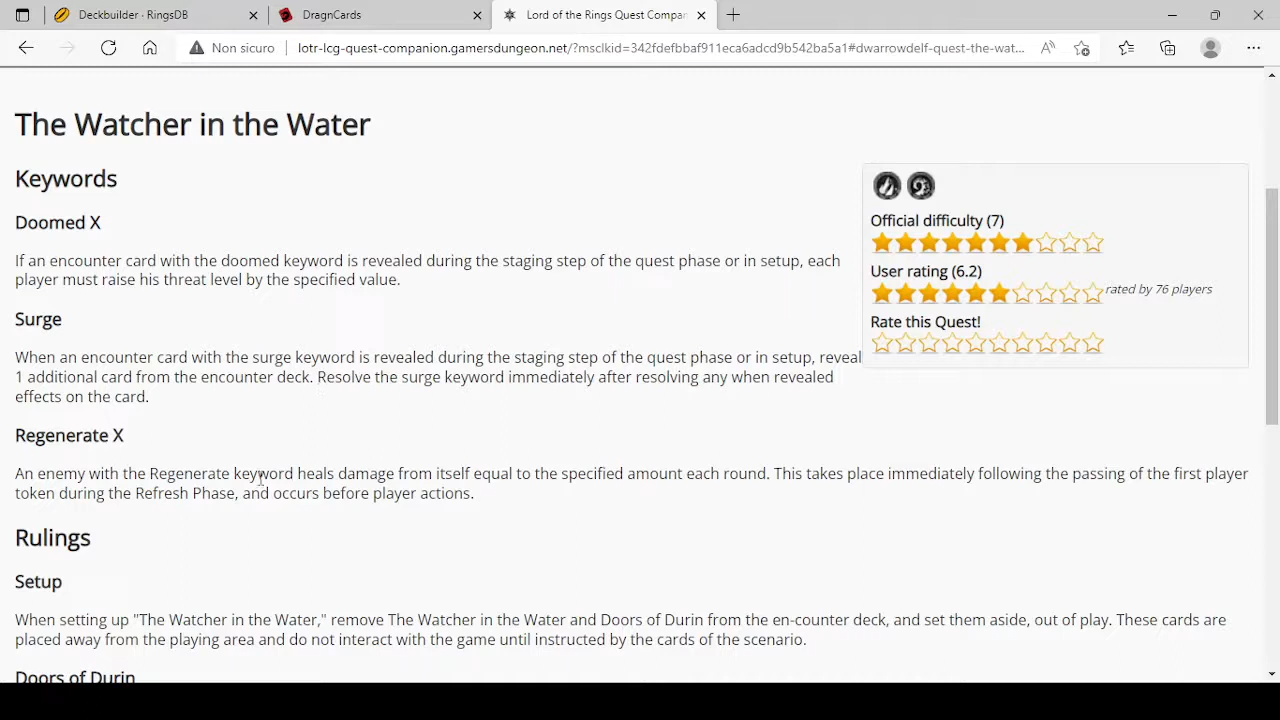 Deckbuilder · RingsDB
DragnCards
Lord of the Rings Quest Compan
Non sicuro
lotr-lcg-quest-companion.gamersdungeon.net/?msclkid=342fdefbbaf911eca6adcd9b542ba5a1#dwarrowdelf-quest-the-wat...
The Watcher in the Water
Keywords
Doomed X
If an encounter card with the doomed keyword is revealed during the staging step of the quest phase or in setup, each
player must raise his threat level by the specified value.
Official difficulty (7)
User rating (6.2)
rated by 76 players
Rate this Quest!
Surge
When an encounter card with the surge keyword is revealed during the staging step of the quest phase or in setup, reveal
1 additional card from the encounter deck. Resolve the surge keyword immediately after resolving any when revealed
effects on the card.
Regenerate X
An enemy with the Regenerate keyword heals damage from itself equal to the specified amount each round. This takes place immediately following the passing of the first player
token during the Refresh Phase, and occurs before player actions.
Rulings
Setup
When setting up "The Watcher in the Water," remove The Watcher in the Water and Doors of Durin from the en-counter deck, and set them aside, out of play. These cards are
placed away from the playing area and do not interact with the game until instructed by the cards of the scenario.
Doors of Durin